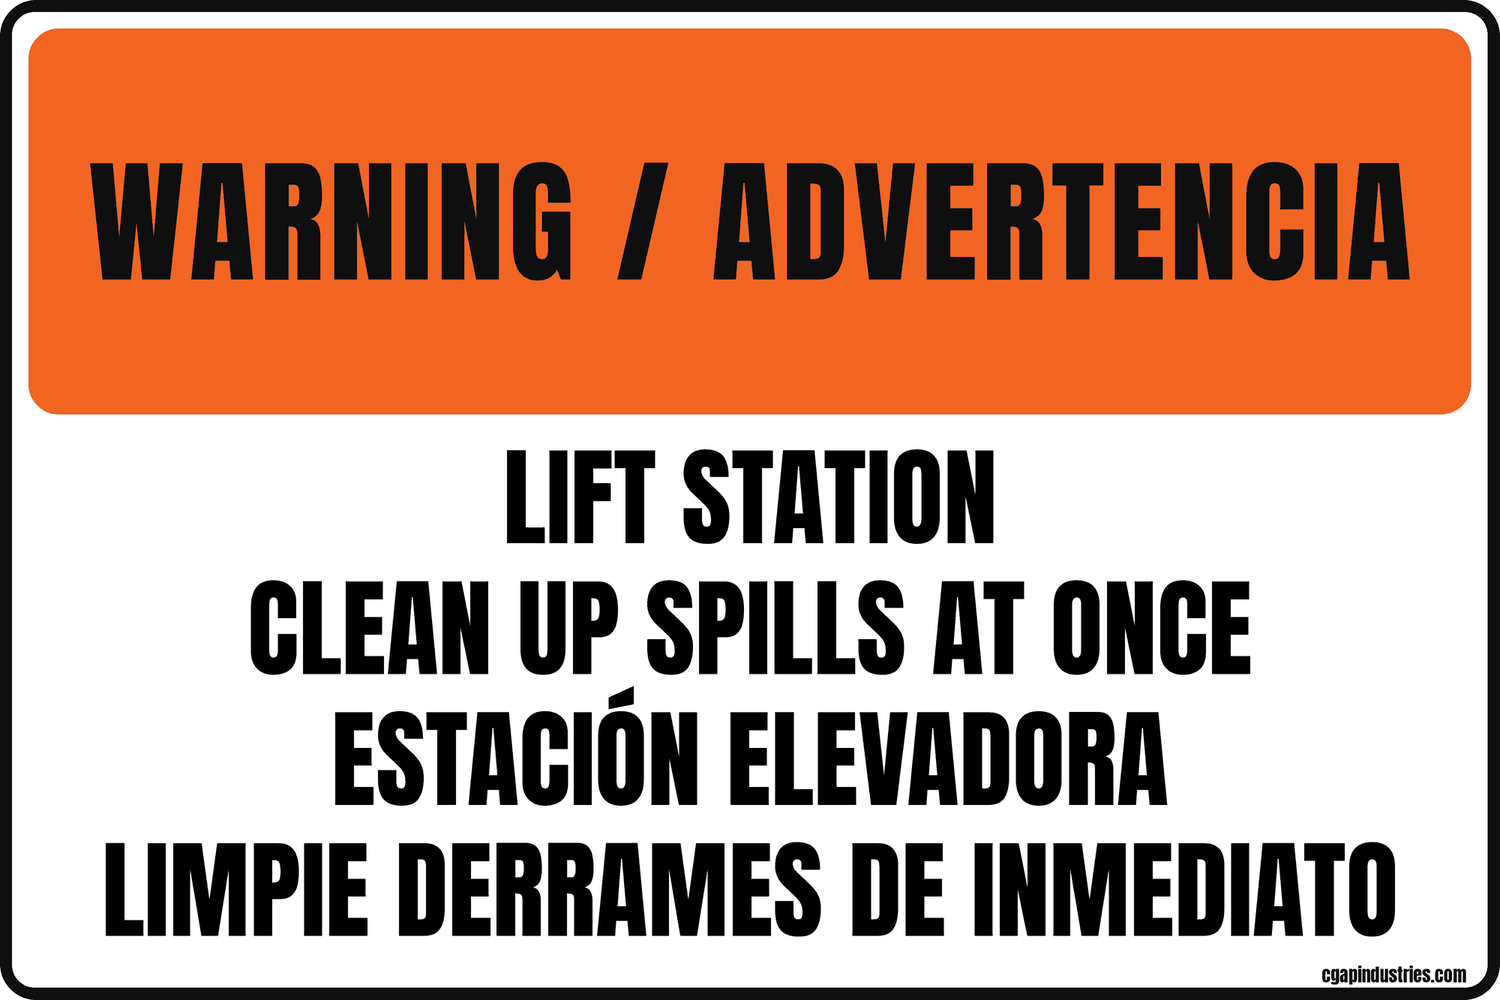 WARNING / ADVERTENCIA
LIFT STATION
CLEAN UP SPILLS AT ONCE
ESTACIÓN ELEVADORA
LIMPIE DERRAMES DE INMEDIATO
cgapindustries.com